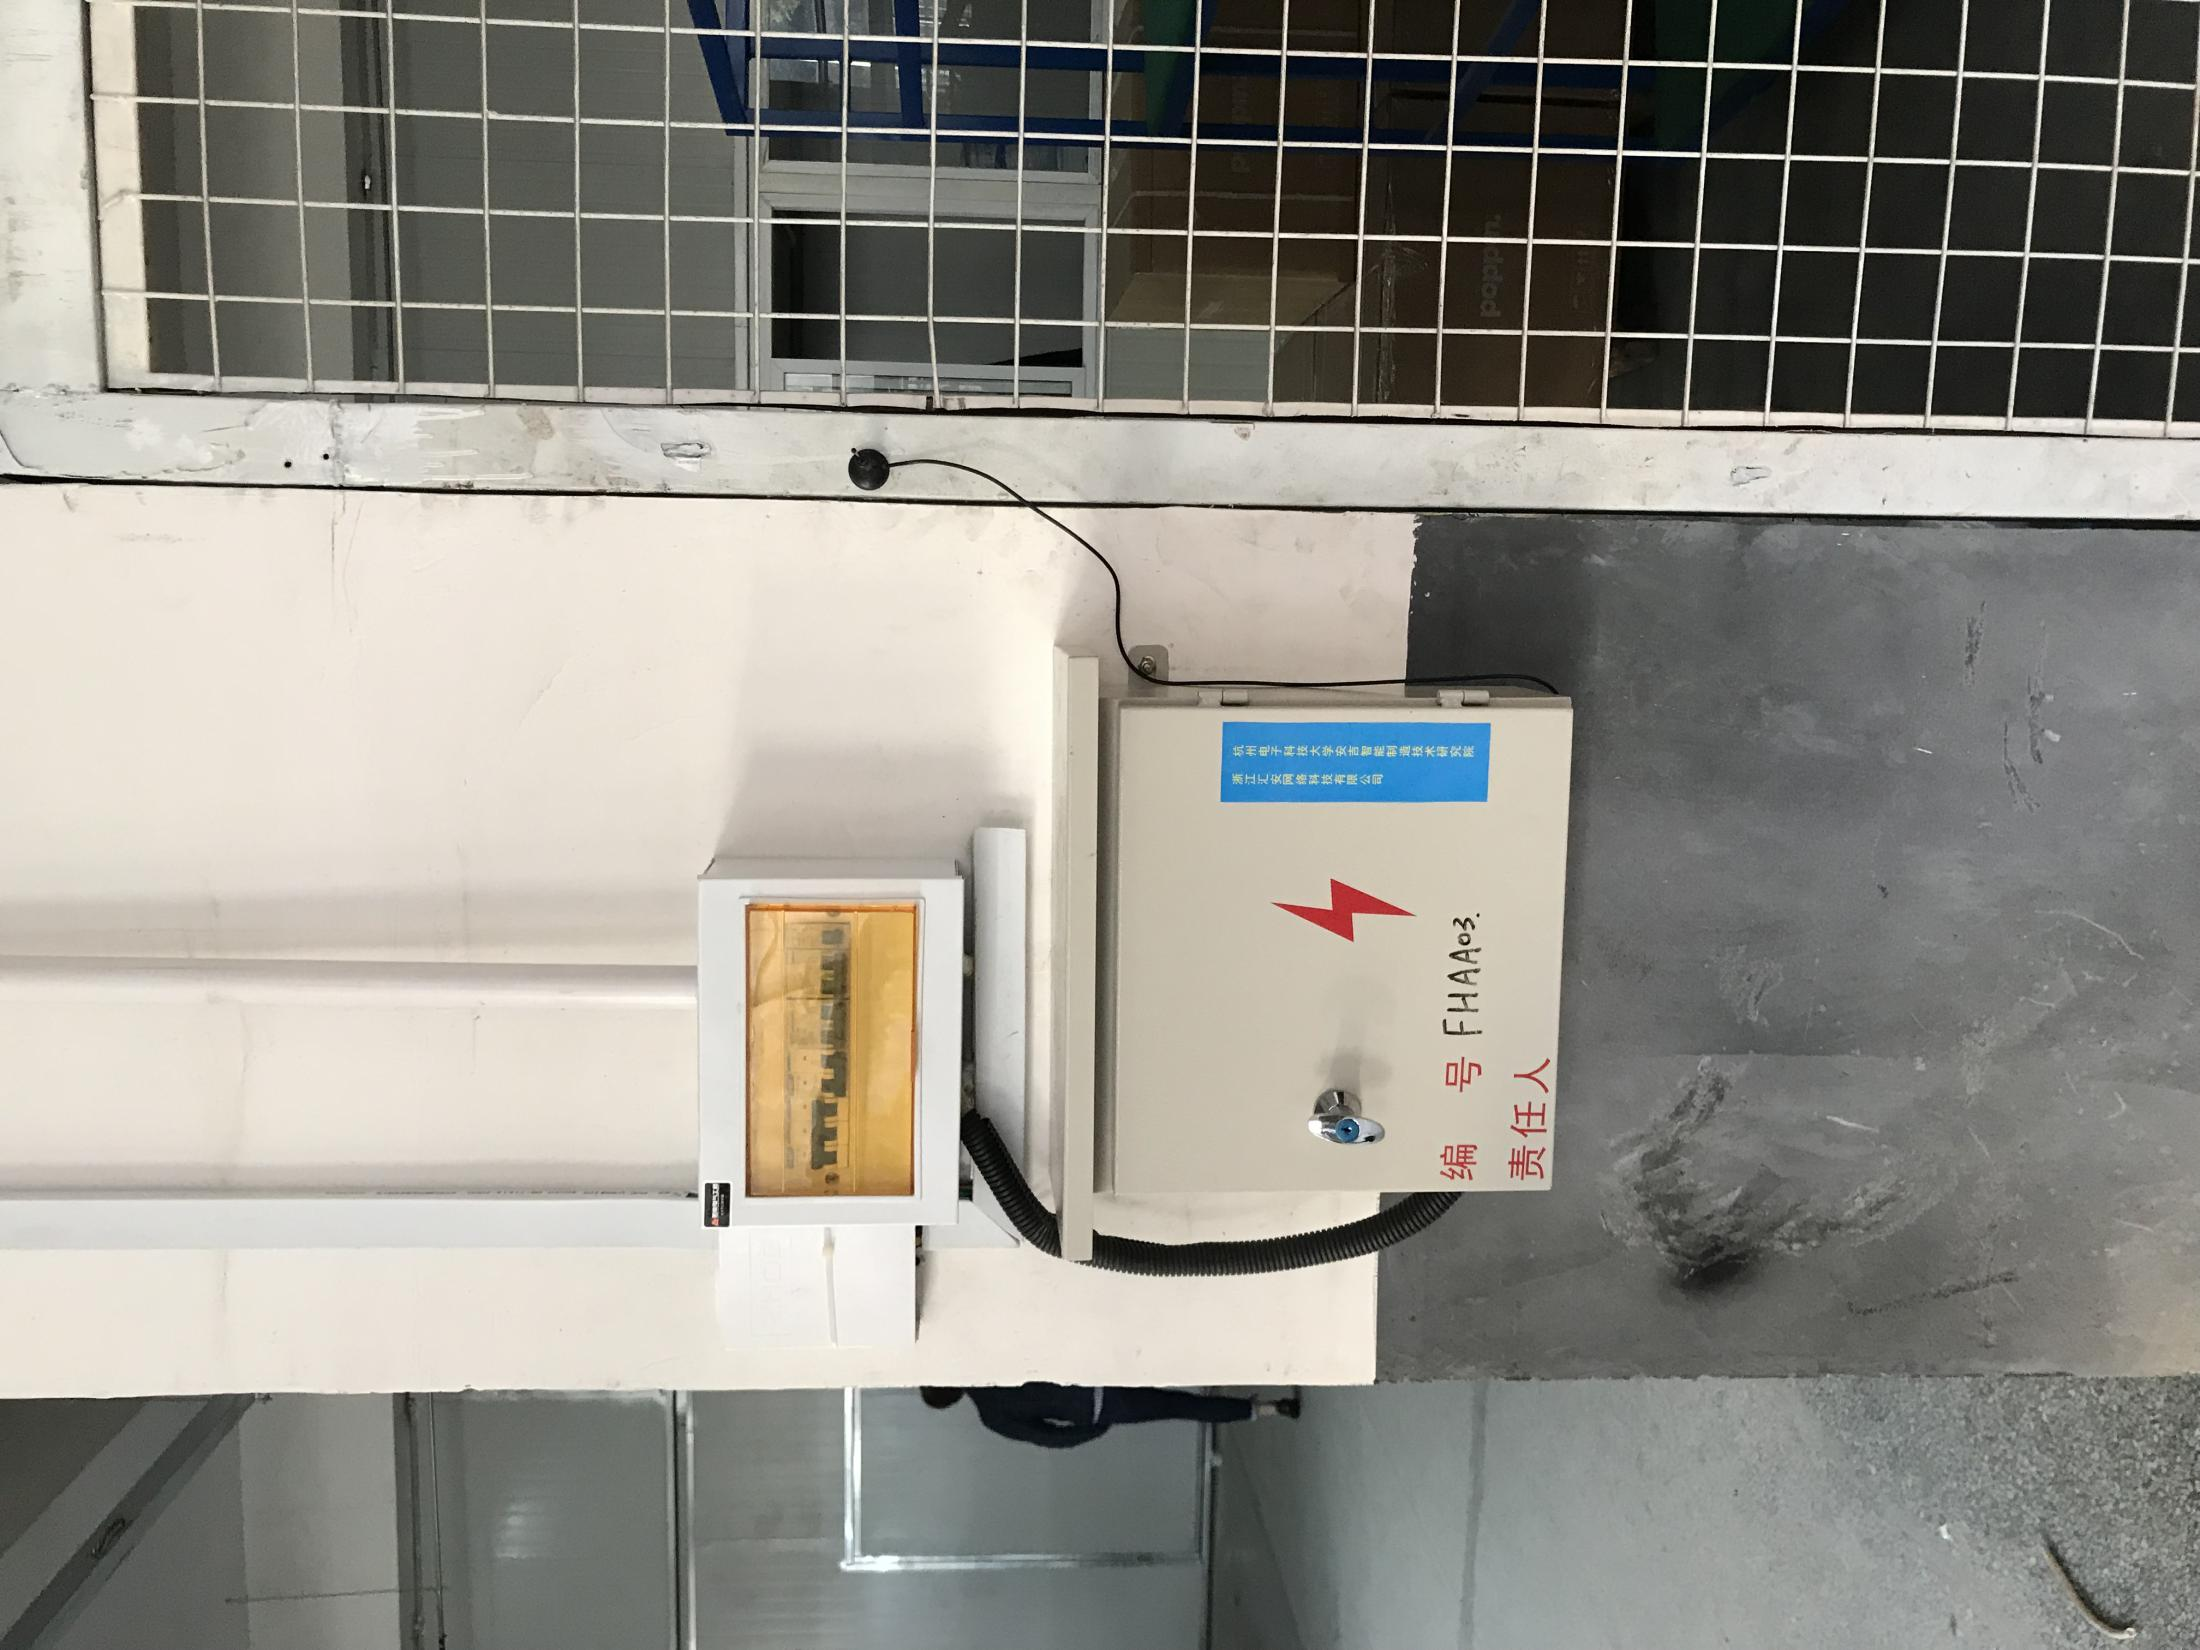 杭州电子科技大学安吉智能制造技术研究院
浙江汇安网络科技有限公司
编 号 FHAA03.
责任人
poppu.